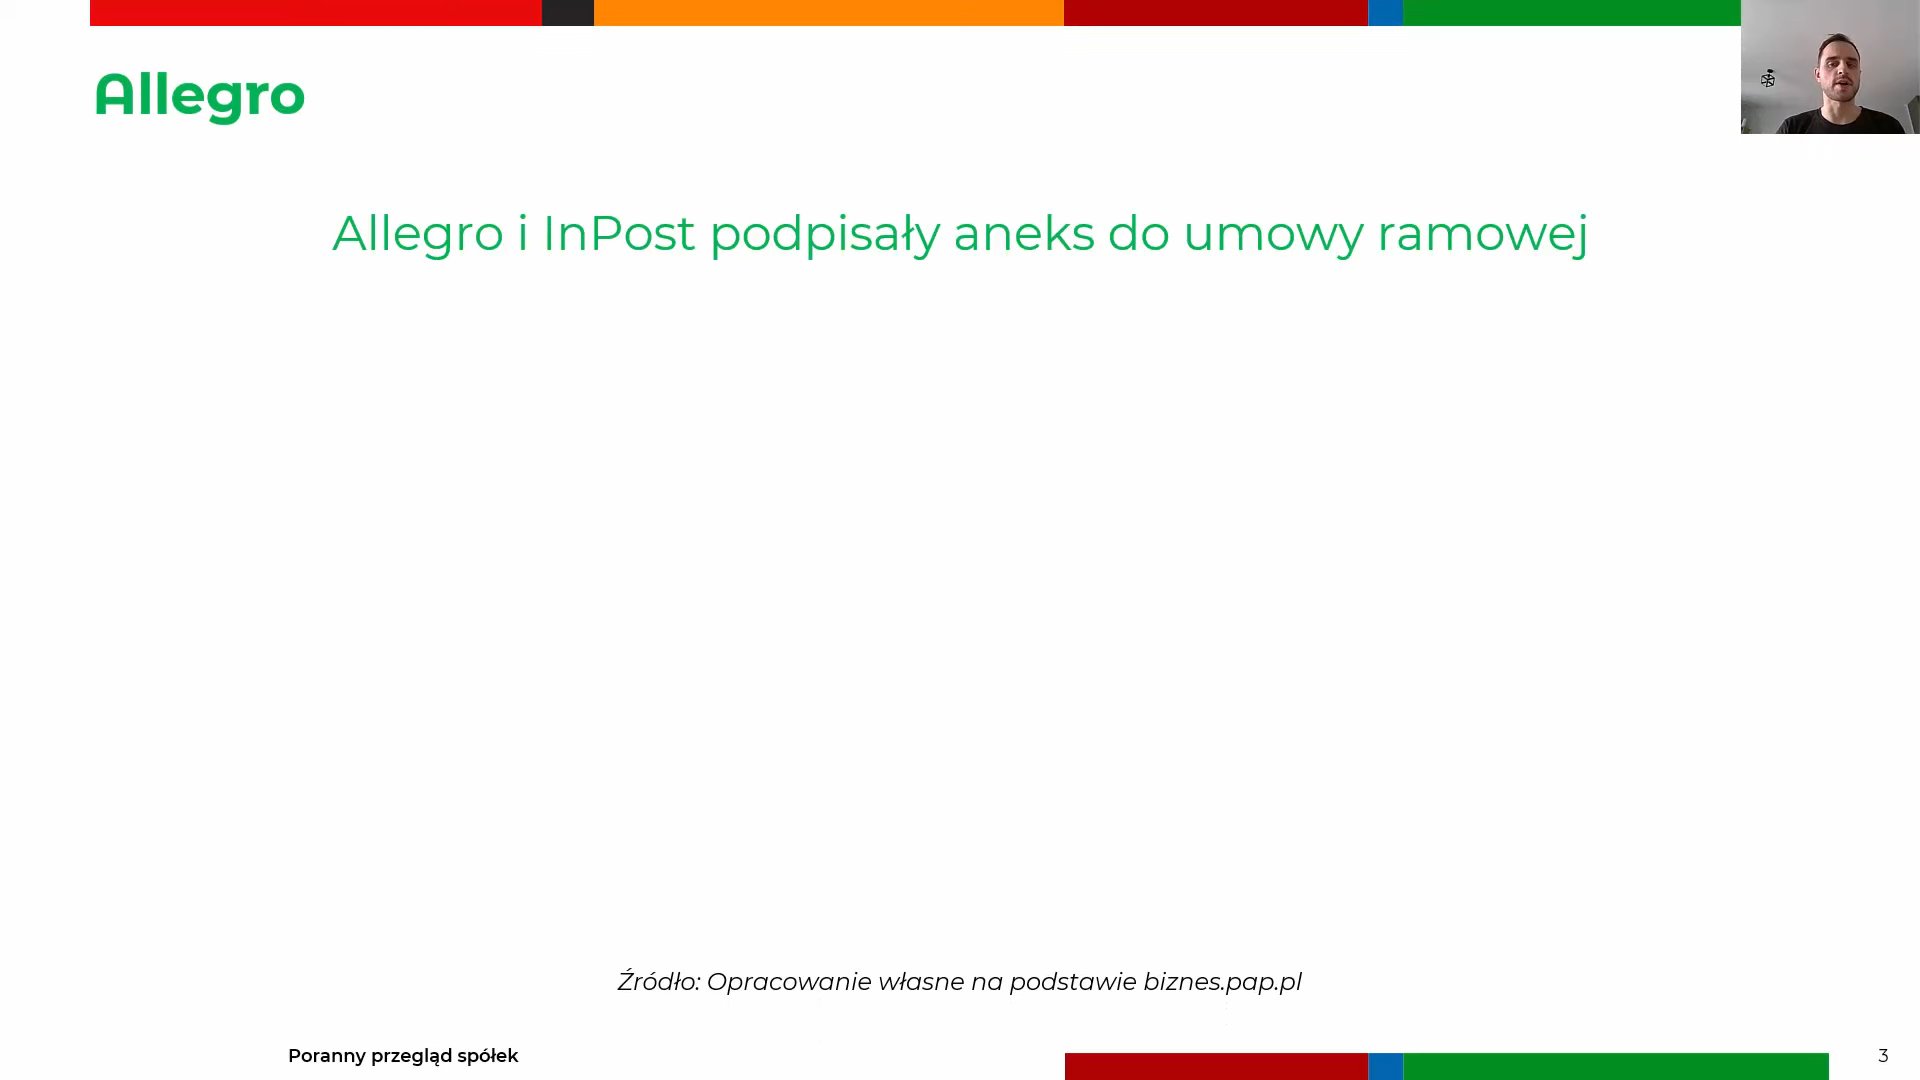 Allegro
Allegro i InPost podpisały aneks do umowy ramowej
Źródło: Opracowanie własne na podstawie biznes.pap.pl
Poranny przegląd spółek
3